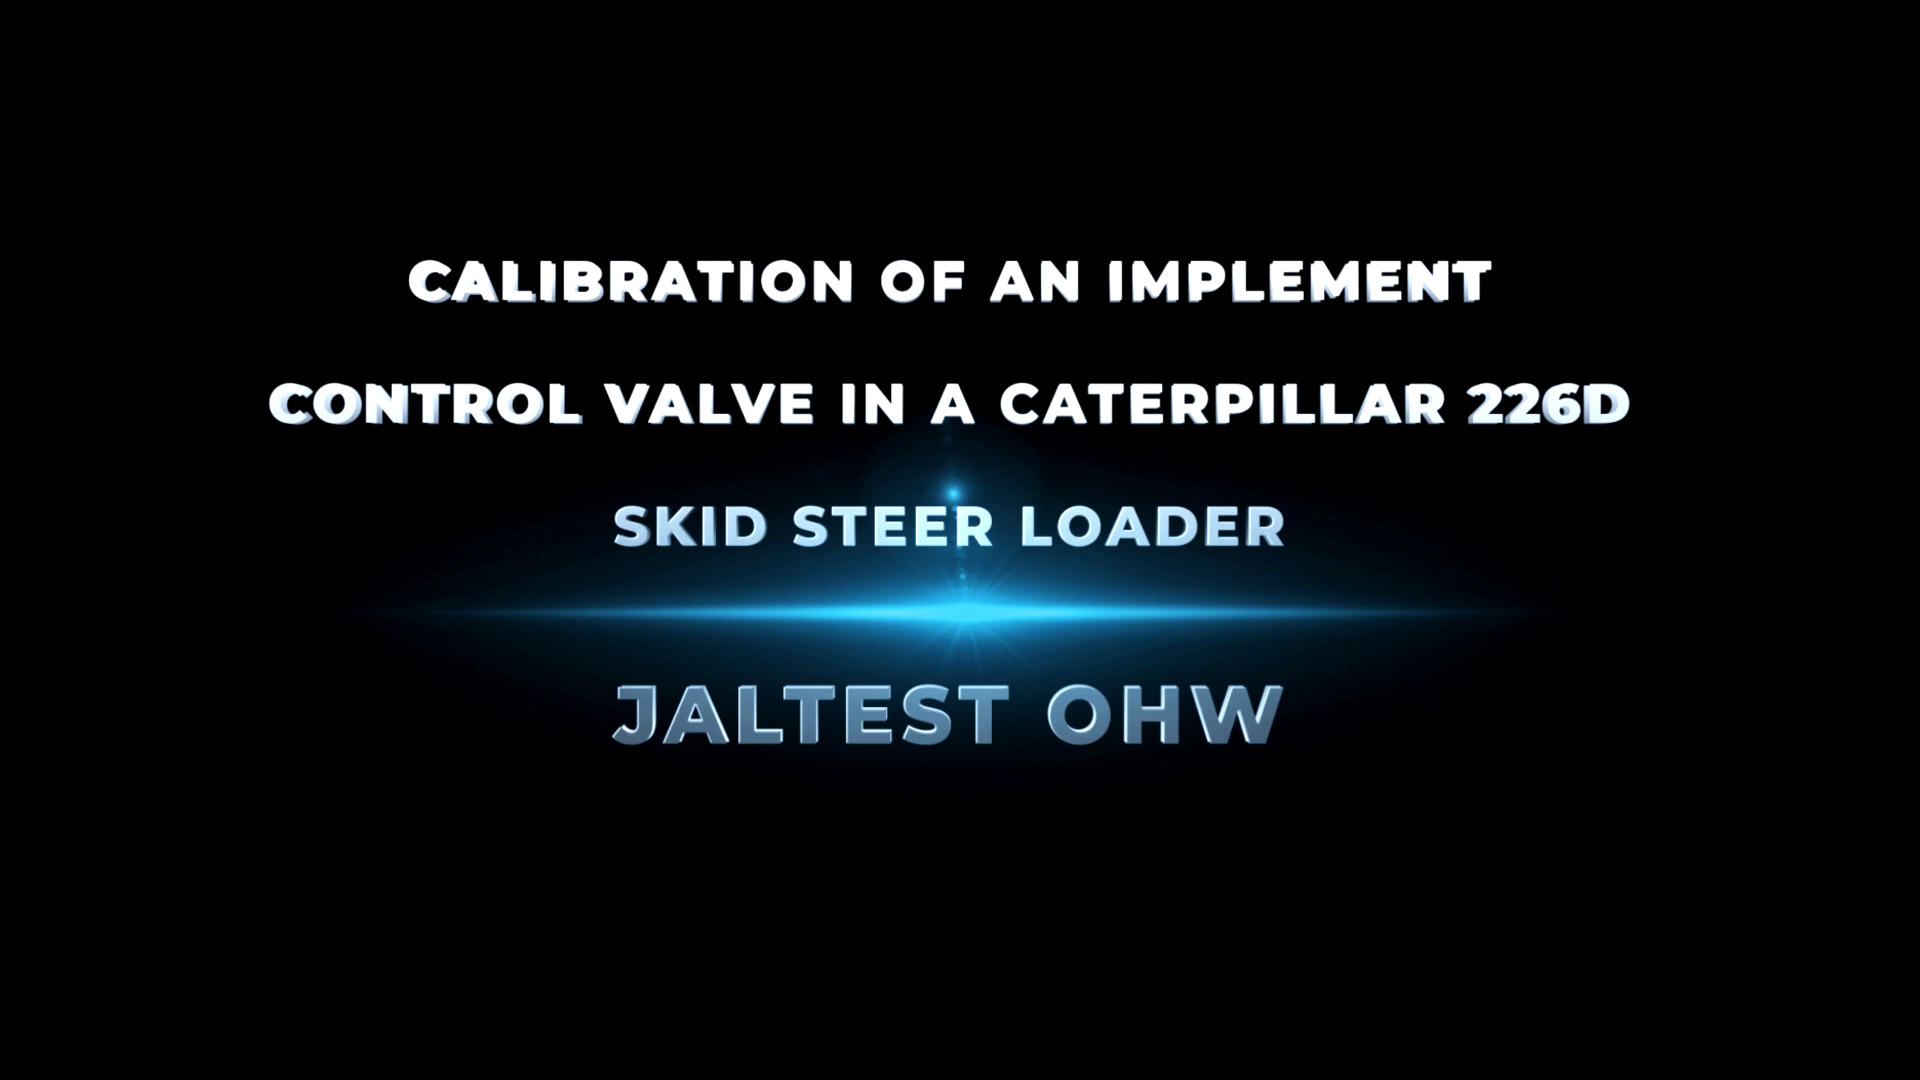 CALIBRATION OF AN IMPLEMENT
CONTROL VALVE IN A CATERPILLAR 226D
SKID STEER LOADER
JALTEST OHW